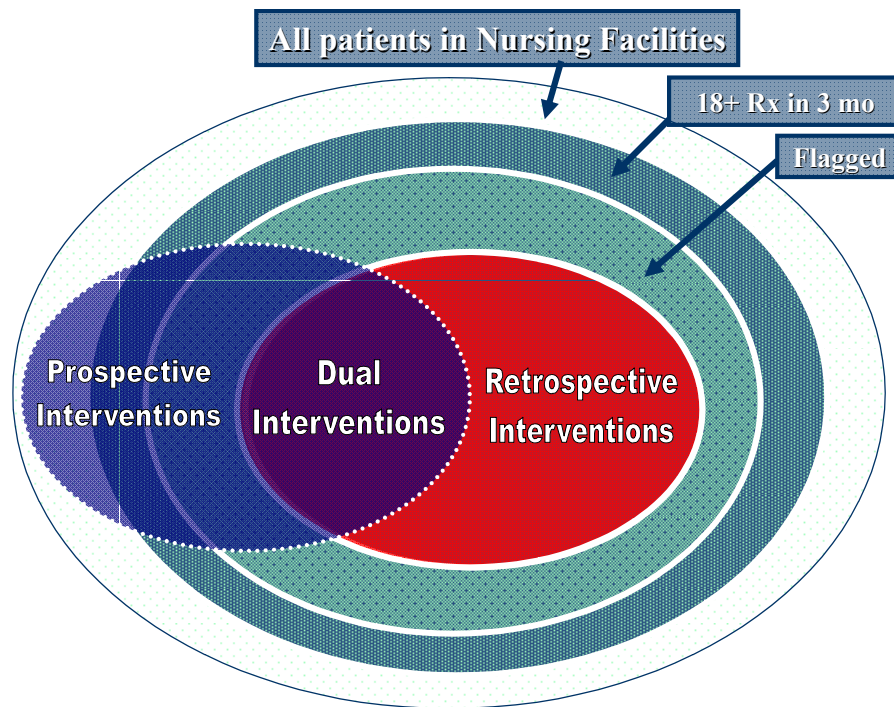 All patients in Nursing Facilities
18+ Rx in 3 mo
Flagged
Prospective
Interventions
Dual
Interventions
Retrospective
Interventions